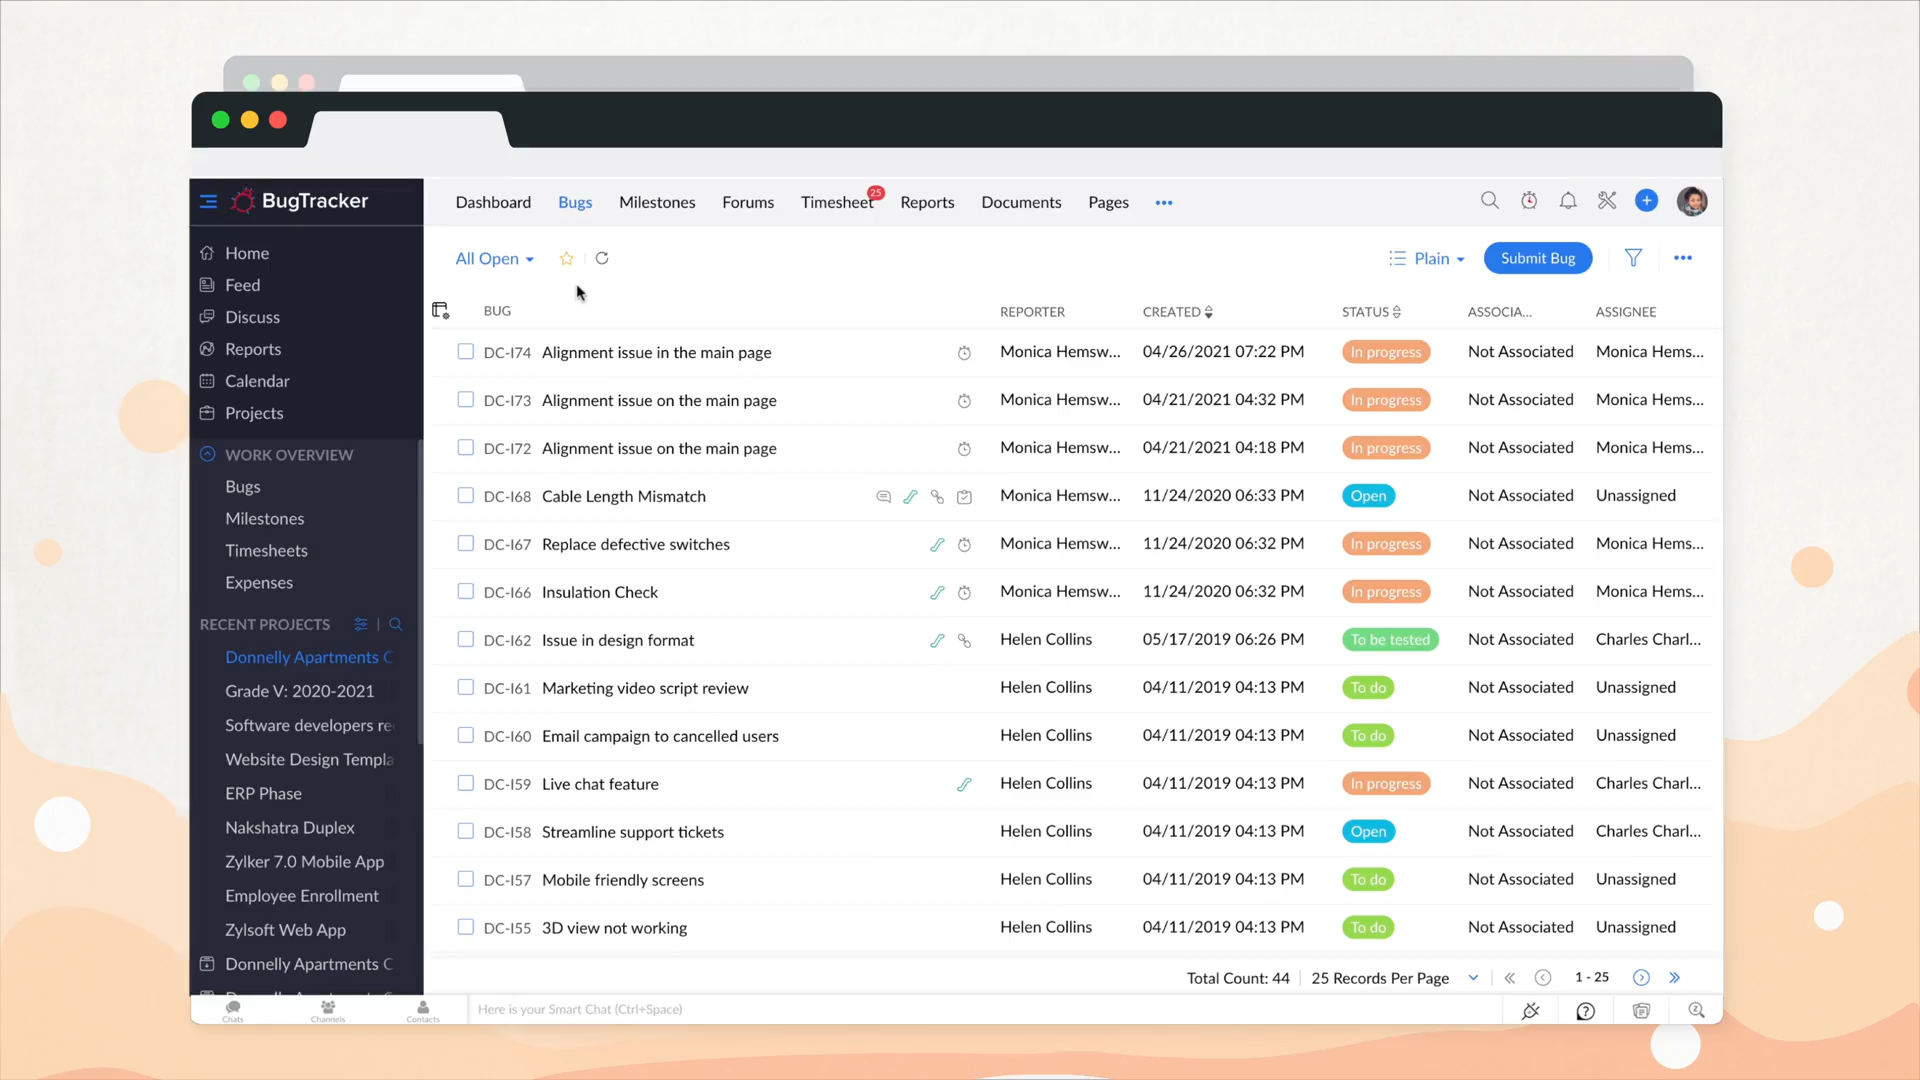 BugTracker
Dashboard Bugs Milestones Forums Timesheet 25 Reports Documents Pages
Home
Feed
Discuss
Reports
Calendar
Projects
WORK OVERVIEW
Bugs
Milestones
Timesheets
Expenses
RECENT PROJECTS
Donnelly Apartments C
Grade V: 2020-2021
Software developers re
Website Design Templa
ERP Phase
Nakshatra Duplex
Zylker 7.0 Mobile App
Employee Enrollment
Zylsoft Web App
Donnelly Apartments C
All Open Plain Submit Bug
BUG REPORTER CREATED STATUS ASSOCIA... ASSIGNEE
DC-I74 Alignment issue in the main page Monica Hemsw... 04/26/2021 07:22 PM In progress Not Associated Monica Hems...
DC-I73 Alignment issue on the main page Monica Hemsw... 04/21/2021 04:32 PM In progress Not Associated Monica Hems...
DC-I72 Alignment issue on the main page Monica Hemsw... 04/21/2021 04:18 PM In progress Not Associated Monica Hems...
DC-I68 Cable Length Mismatch Monica Hemsw... 11/24/2020 06:33 PM Open Not Associated Unassigned
DC-I67 Replace defective switches Monica Hemsw... 11/24/2020 06:32 PM In progress Not Associated Monica Hems...
DC-I66 Insulation Check Monica Hemsw... 11/24/2020 06:32 PM In progress Not Associated Monica Hems...
DC-I62 Issue in design format Helen Collins 05/17/2019 06:26 PM To be tested Not Associated Charles Charl...
DC-I61 Marketing video script review Helen Collins 04/11/2019 04:13 PM To do Not Associated Unassigned
DC-I60 Email campaign to cancelled users Helen Collins 04/11/2019 04:13 PM To do Not Associated Unassigned
DC-I59 Live chat feature Helen Collins 04/11/2019 04:13 PM In progress Not Associated Charles Charl...
DC-I58 Streamline support tickets Helen Collins 04/11/2019 04:13 PM Open Not Associated Charles Charl...
DC-I57 Mobile friendly screens Helen Collins 04/11/2019 04:13 PM To do Not Associated Unassigned
DC-I55 3D view not working Helen Collins 04/11/2019 04:13 PM To do Not Associated Unassigned
Total Count: 44 25 Records Per Page 1 - 25
Chats Channels Contacts Here is your Smart Chat (Ctrl+Space)